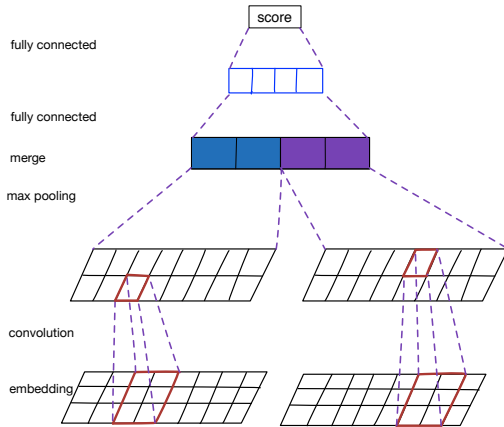 score
fully connected
fully connected
merge
max pooling
convolution
embedding